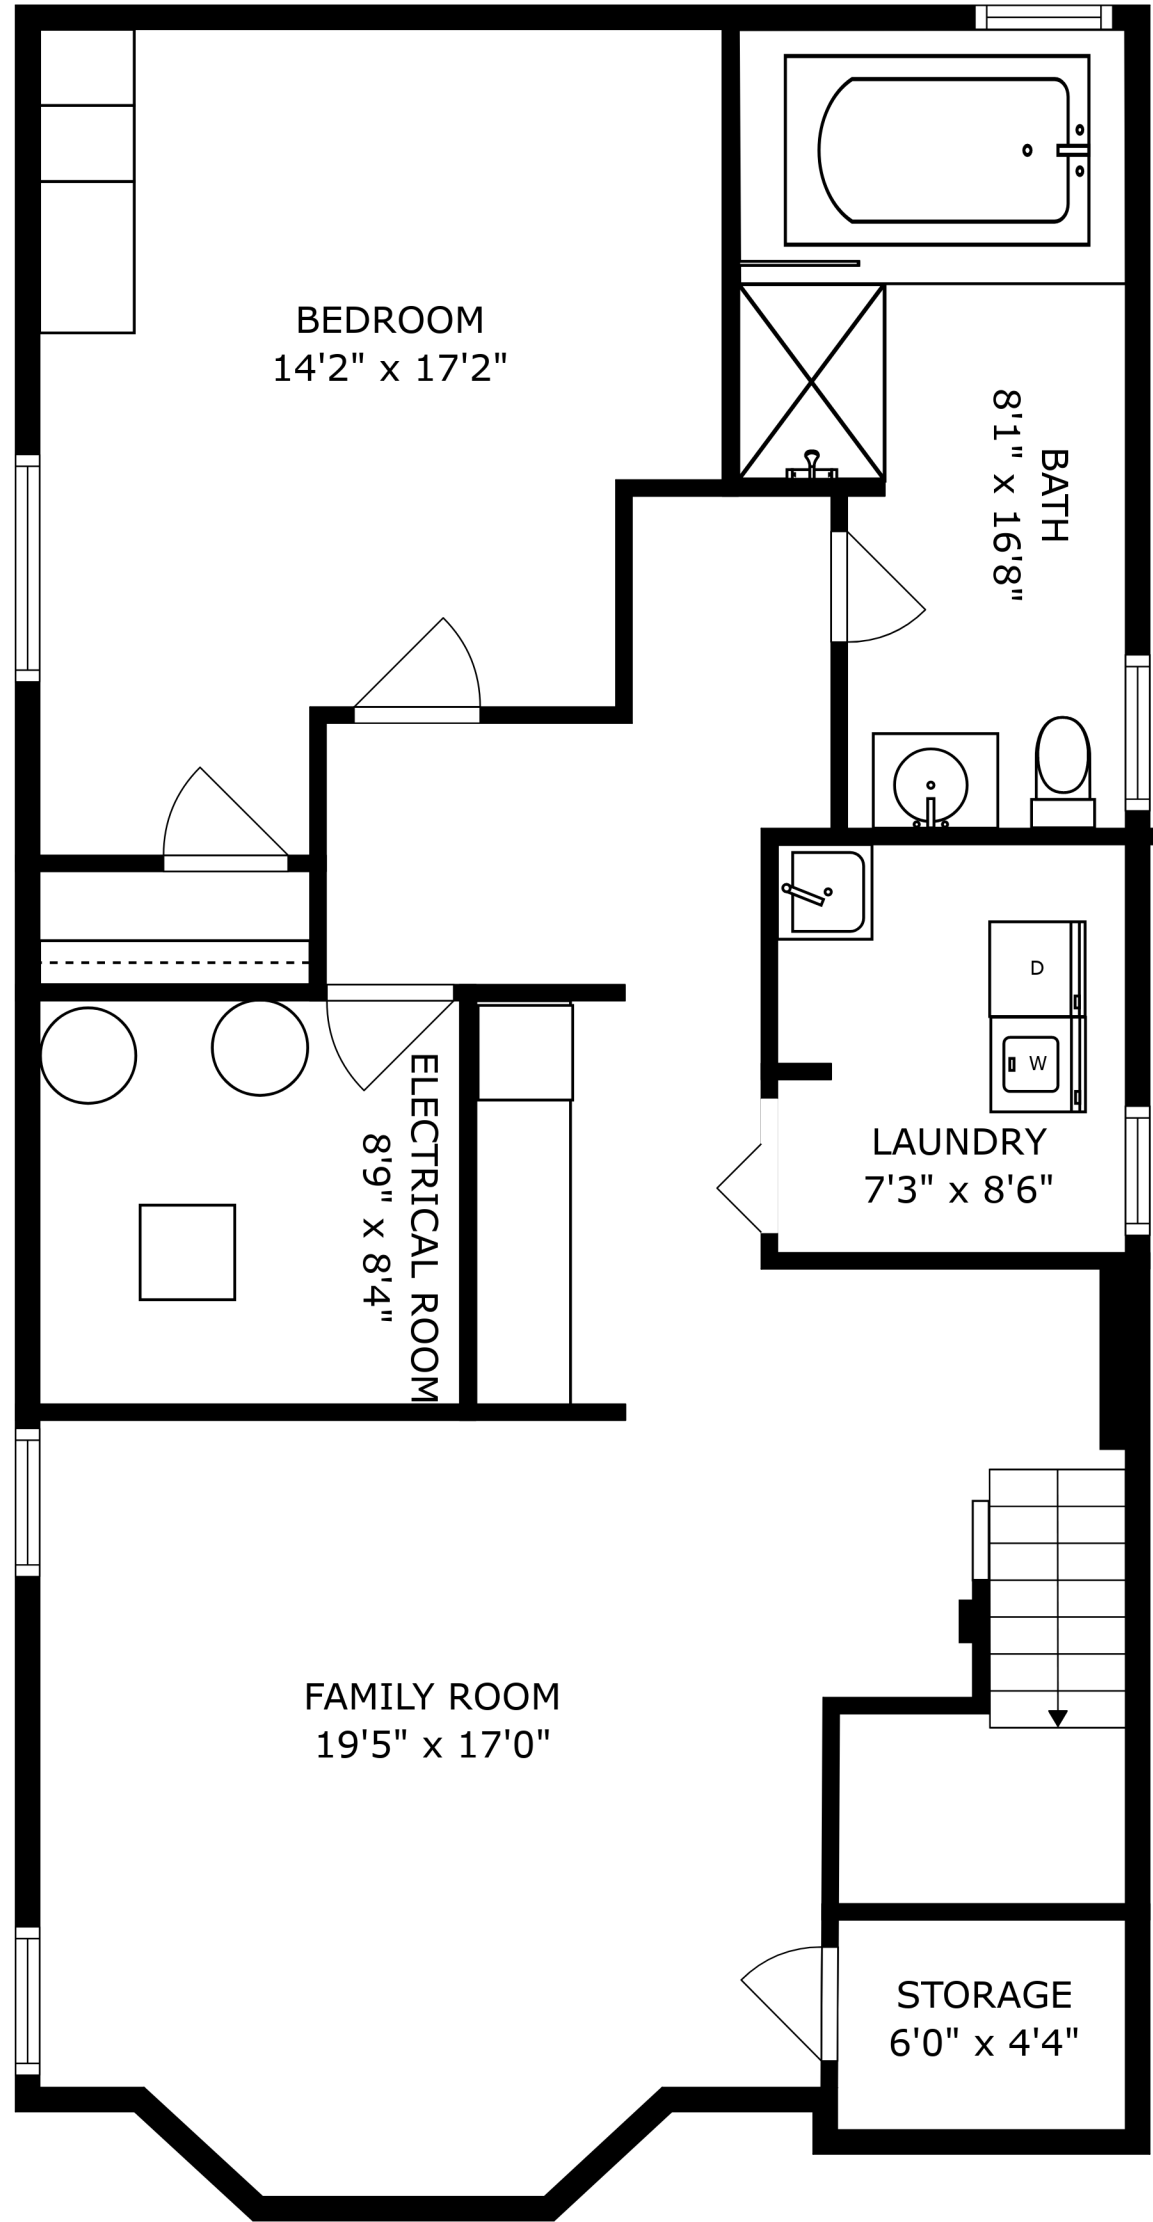 BEDROOM
14'2" x 17'2"
BATH
8'1" x 16'8"
D
W
LAUNDRY
7'3" x 8'6"
ELECTRICAL ROOM
8'9" x 8'4"
FAMILY ROOM
19'5" x 17'0"
STORAGE
6'0" x 4'4"